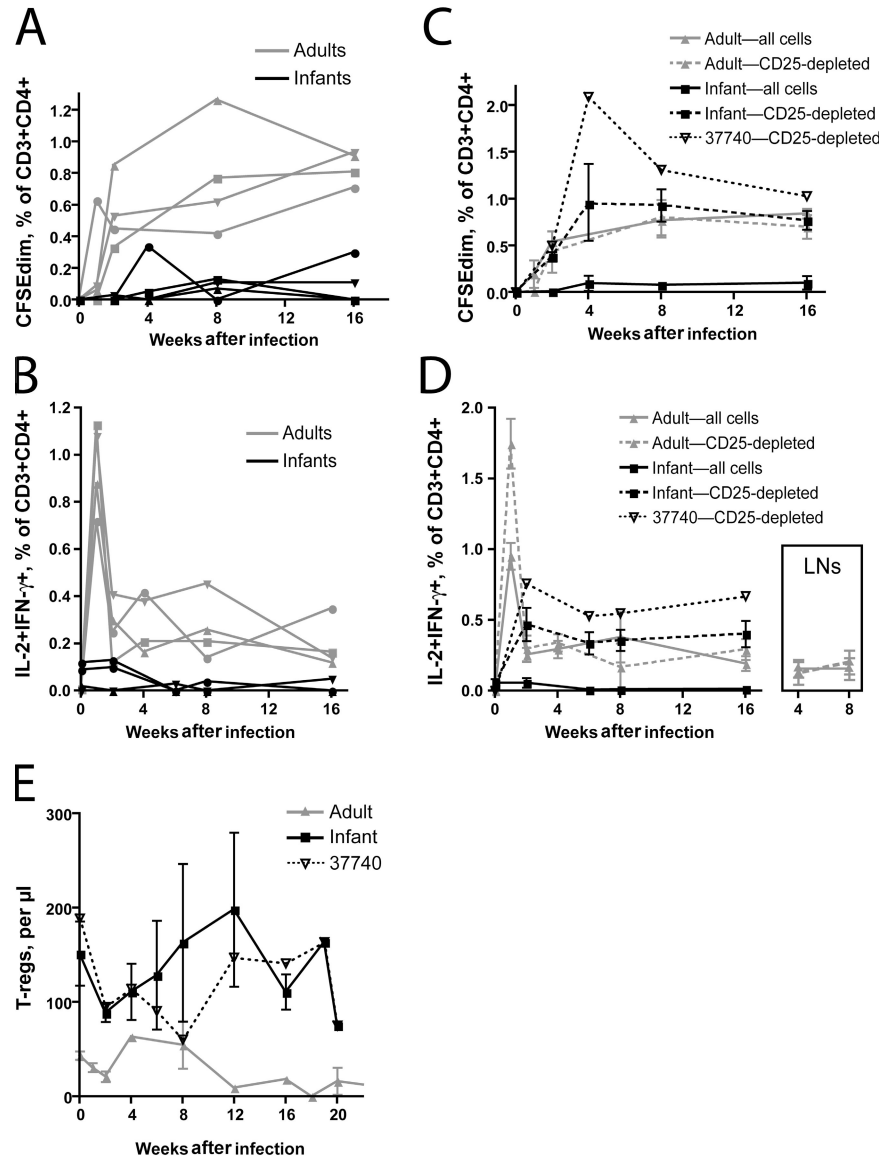 A
Adults
Infants
CFSEdim, % of CD3+CD4+
1.2
1.0
0.8
0.6
0.4
0.2
0.0
0 4 8 12 16
Weeks after infection
C
Adult—all cells
Adult—CD25-depleted
Infant—all cells
Infant—CD25-depleted
37740—CD25-depleted
CFSEdim, % of CD3+CD4+
2.0
1.5
1.0
0.5
0.0
0 4 8 12 16
Weeks after infection
B
Adults
Infants
IL-2+IFN-γ+, % of CD3+CD4+
1.2
1.0
0.8
0.6
0.4
0.2
0.0
0 4 8 12 16
Weeks after infection
D
Adult—all cells
Adult—CD25-depleted
Infant—all cells
Infant—CD25-depleted
37740—CD25-depleted
IL-2+IFN-γ+, % of CD3+CD4+
2.0
1.5
1.0
0.5
0.0
0 4 8 12 16
Weeks after infection
LNs
4 8
E
Adult
Infant
37740
T-regs, per µl
300
200
100
0
0 4 8 12 16 20
Weeks after infection